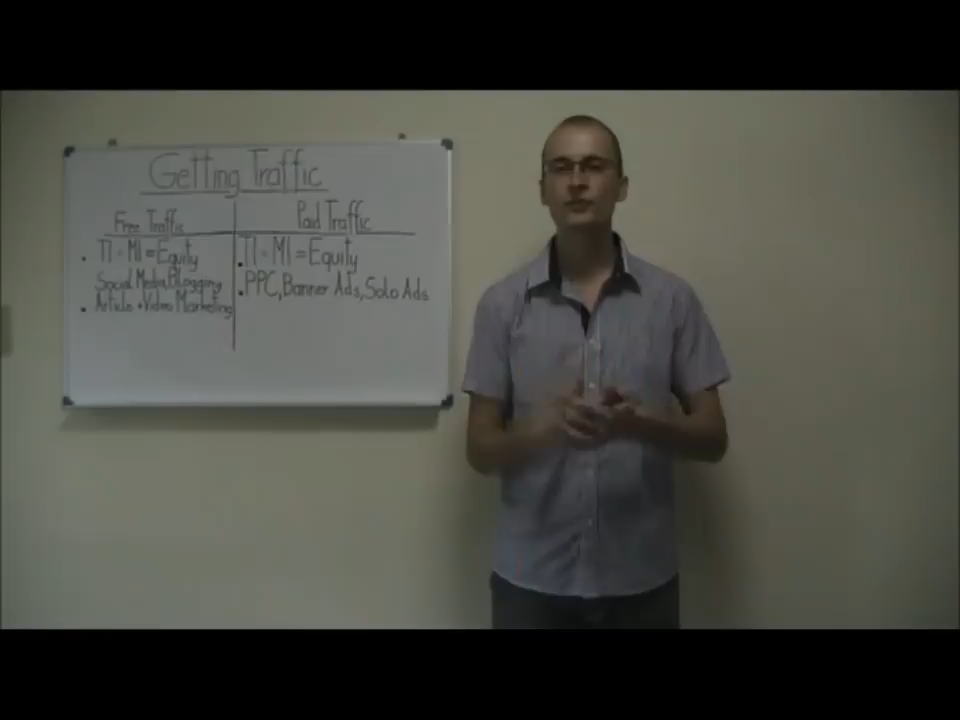 Getting Traffic
Free Traffic
TI - MI = Equity
Social Media, Blogging
Article + Video Marketing
Paid Traffic
TI - MI = Equity
PPC, Banner Ads, Solo Ads